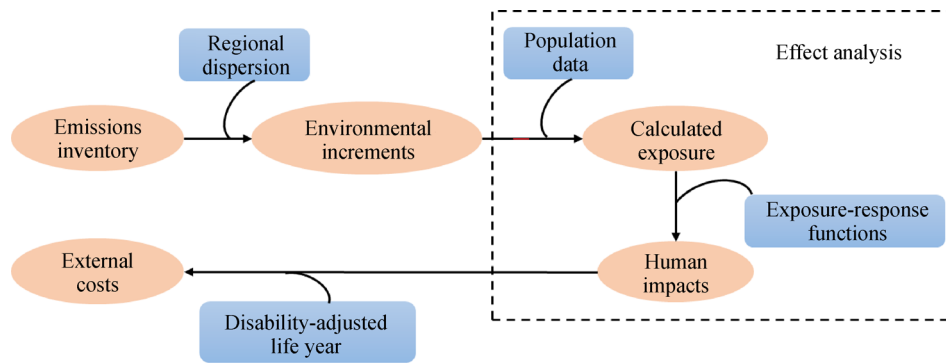 Regional
dispersion
Population
data
Effect analysis
Emissions
inventory
Environmental
increments
Calculated
exposure
Exposure-response
functions
External
costs
Human
impacts
Disability-adjusted
life year